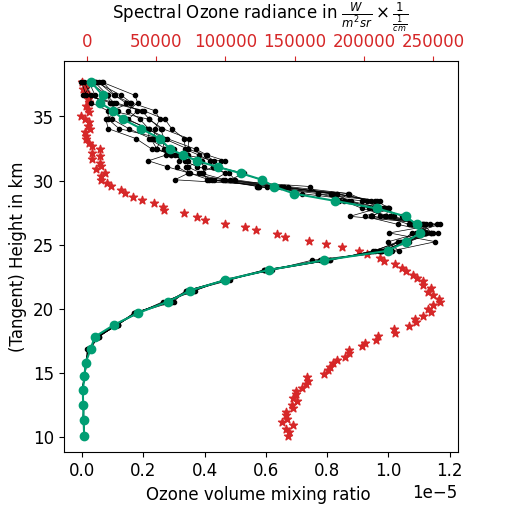 Spectral Ozone radiance in W/(m²sr) × 1/(1/cm)
0 50000 100000 150000 200000 250000
(Tangent) Height in km
35
30
25
20
15
10
0.0 0.2 0.4 0.6 0.8 1.0 1.2
Ozone volume mixing ratio 1e−5